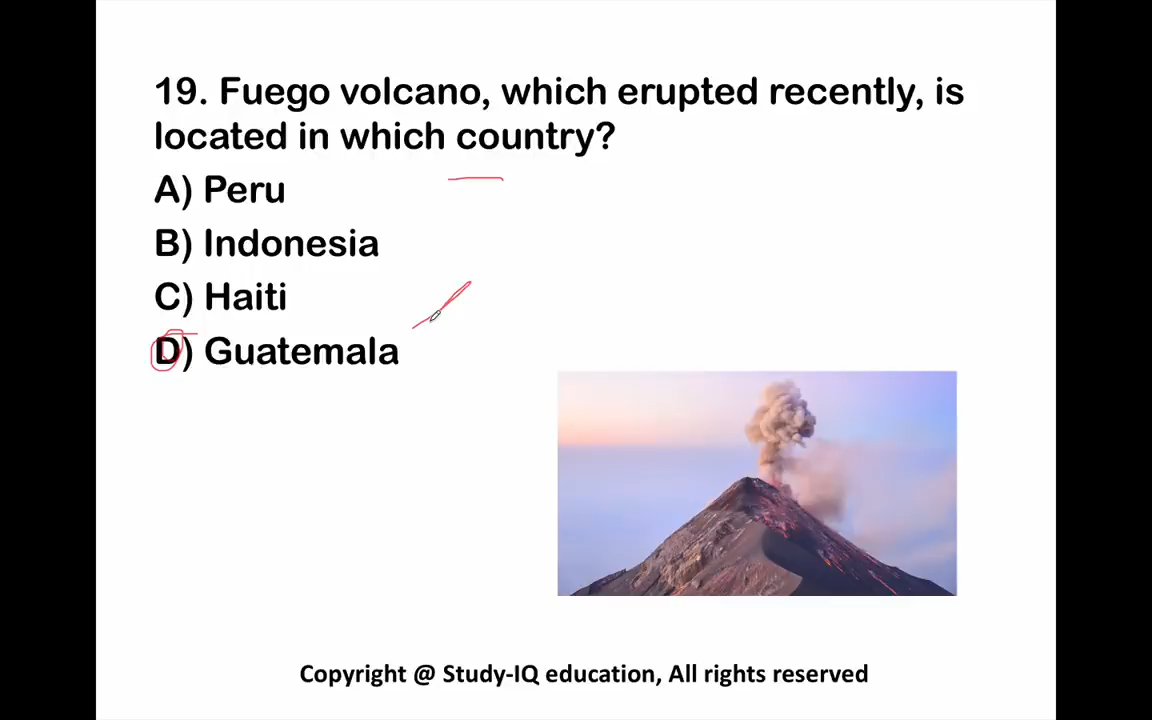 19. Fuego volcano, which erupted recently, is
located in which country?
A) Peru
B) Indonesia
C) Haiti
D) Guatemala
Copyright @ Study-IQ education, All rights reserved